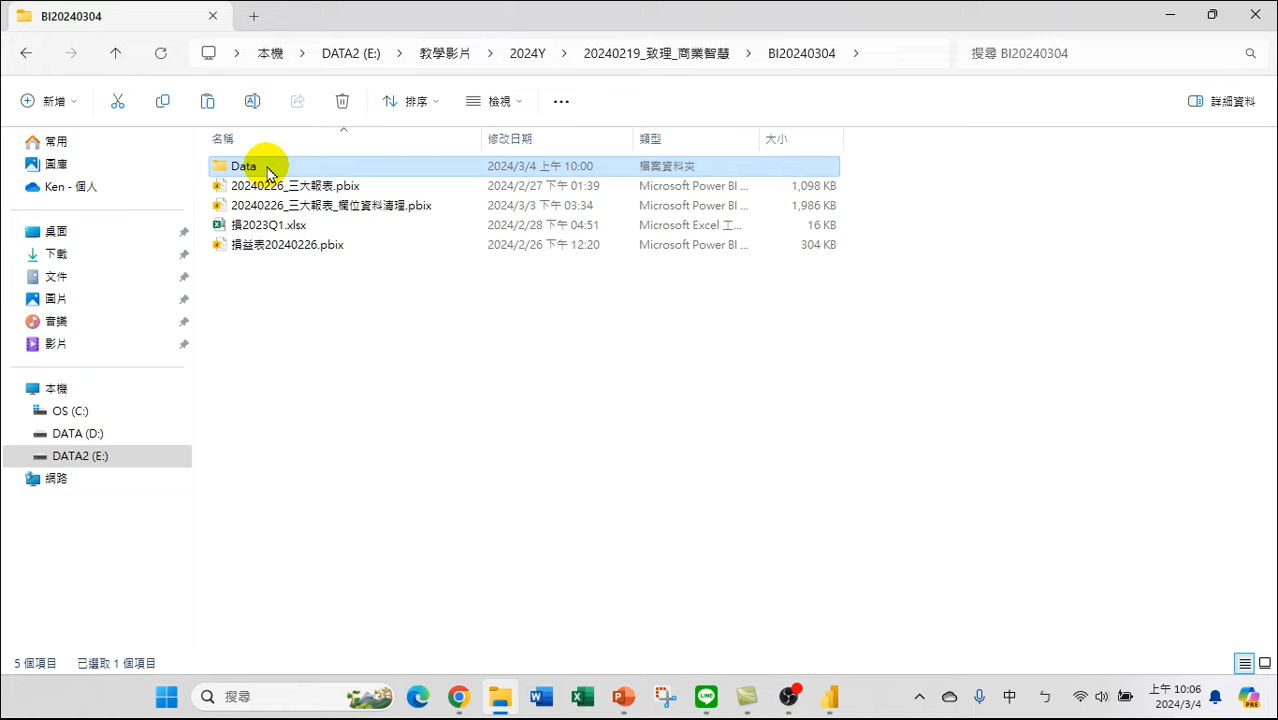 BI20240304
本機 DATA2 (E:) 教學影片 2024Y 20240219_致理_商業智慧 BI20240304 搜尋 BI20240304
新增 排序 檢視 詳細資料
名稱 修改日期 類型 大小
Data 2024/3/4 上午 10:00 檔案資料夾
20240226_三大報表.pbix 2024/2/27 下午 01:39 Microsoft Power BI ... 1,098 KB
20240226_三大報表_欄位資料清理.pbix 2024/3/3 下午 03:34 Microsoft Power BI ... 1,986 KB
損2023Q1.xlsx 2024/2/28 下午 04:51 Microsoft Excel 工... 16 KB
損益表20240226.pbix 2024/2/26 下午 12:20 Microsoft Power BI ... 304 KB
常用
圖庫
Ken - 個人
桌面
下載
文件
圖片
音樂
影片
本機
OS (C:)
DATA (D:)
DATA2 (E:)
網路
5 個項目 已選取 1 個項目
搜尋
中 ㄅ 上午 10:06
2024/3/4
PRE